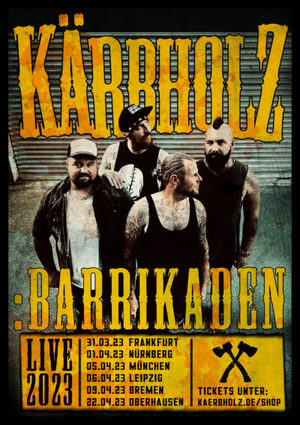 KÄRBHOLZ
:BARRIKADEN
LIVE
2023
31.03.23 FRANKFURT
01.04.23 NÜRNBERG
05.04.23 MÜNCHEN
06.04.23 LEIPZIG
09.04.23 BREMEN
22.04.23 OBERHAUSEN
TICKETS UNTER:
KAERBHOLZ.DE/SHOP